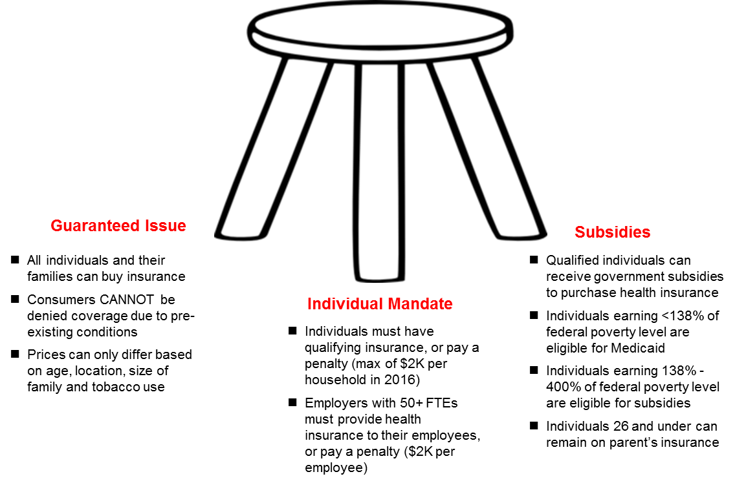 Guaranteed Issue
All individuals and their
families can buy insurance
Consumers CANNOT be
denied coverage due to pre-
existing conditions
Prices can only differ based
on age, location, size of
family and tobacco use
Individual Mandate
Individuals must have
qualifying insurance, or pay a
penalty (max of $2K per
household in 2016)
Employers with 50+ FTEs
must provide health
insurance to their employees,
or pay a penalty ($2K per
employee)
Subsidies
Qualified individuals can
receive government subsidies
to purchase health insurance
Individuals earning <138% of
federal poverty level are
eligible for Medicaid
Individuals earning 138% -
400% of federal poverty level
are eligible for subsidies
Individuals 26 and under can
remain on parent's insurance